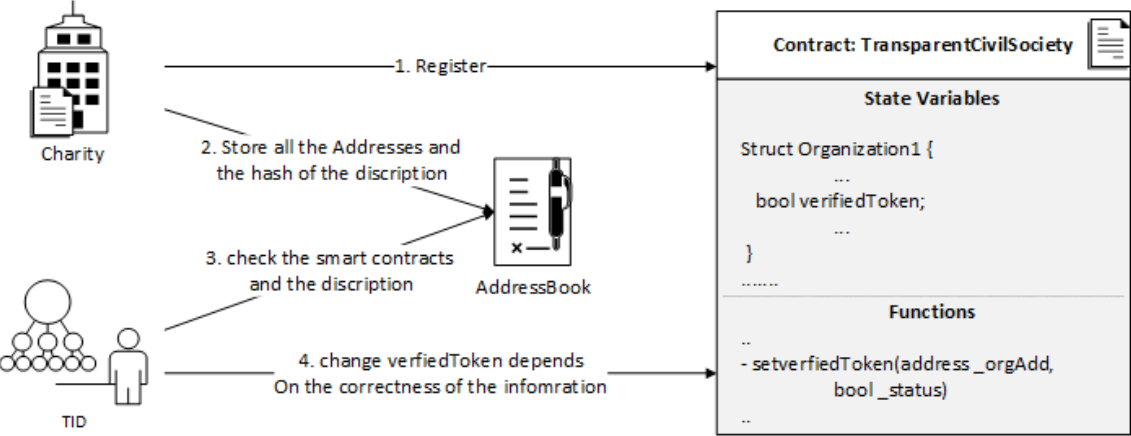 1. Register
Charity
2. Store all the Addresses and
the hash of the discription
3. check the smart contracts
and the discription
AddressBook
TID
4. change verfiedToken depends
On the correctness of the infomration
Contract: TransparentCivilSociety
State Variables
Struct Organization1 {
...
bool verifiedToken;
...
}
.......
Functions
..
- setverfiedToken(address _orgAdd,
bool _status)
..